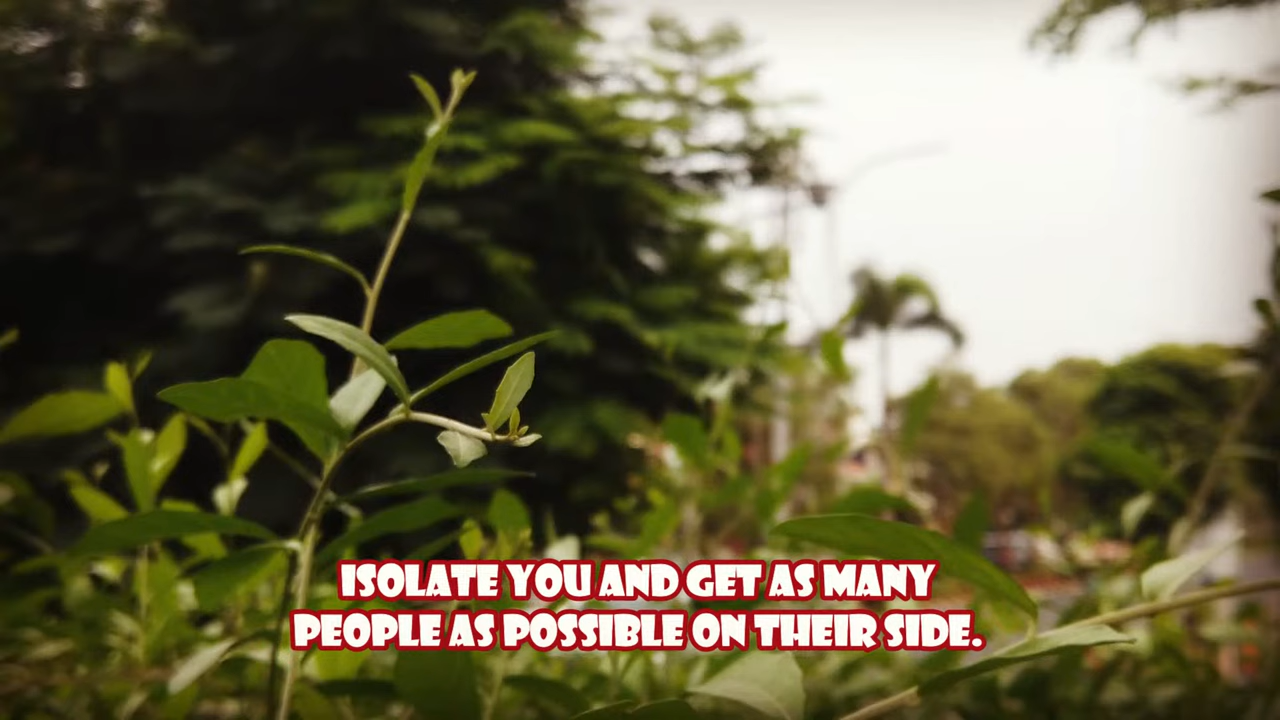 ISOLATE YOU AND GET AS MANY
PEOPLE AS POSSIBLE ON THEIR SIDE.